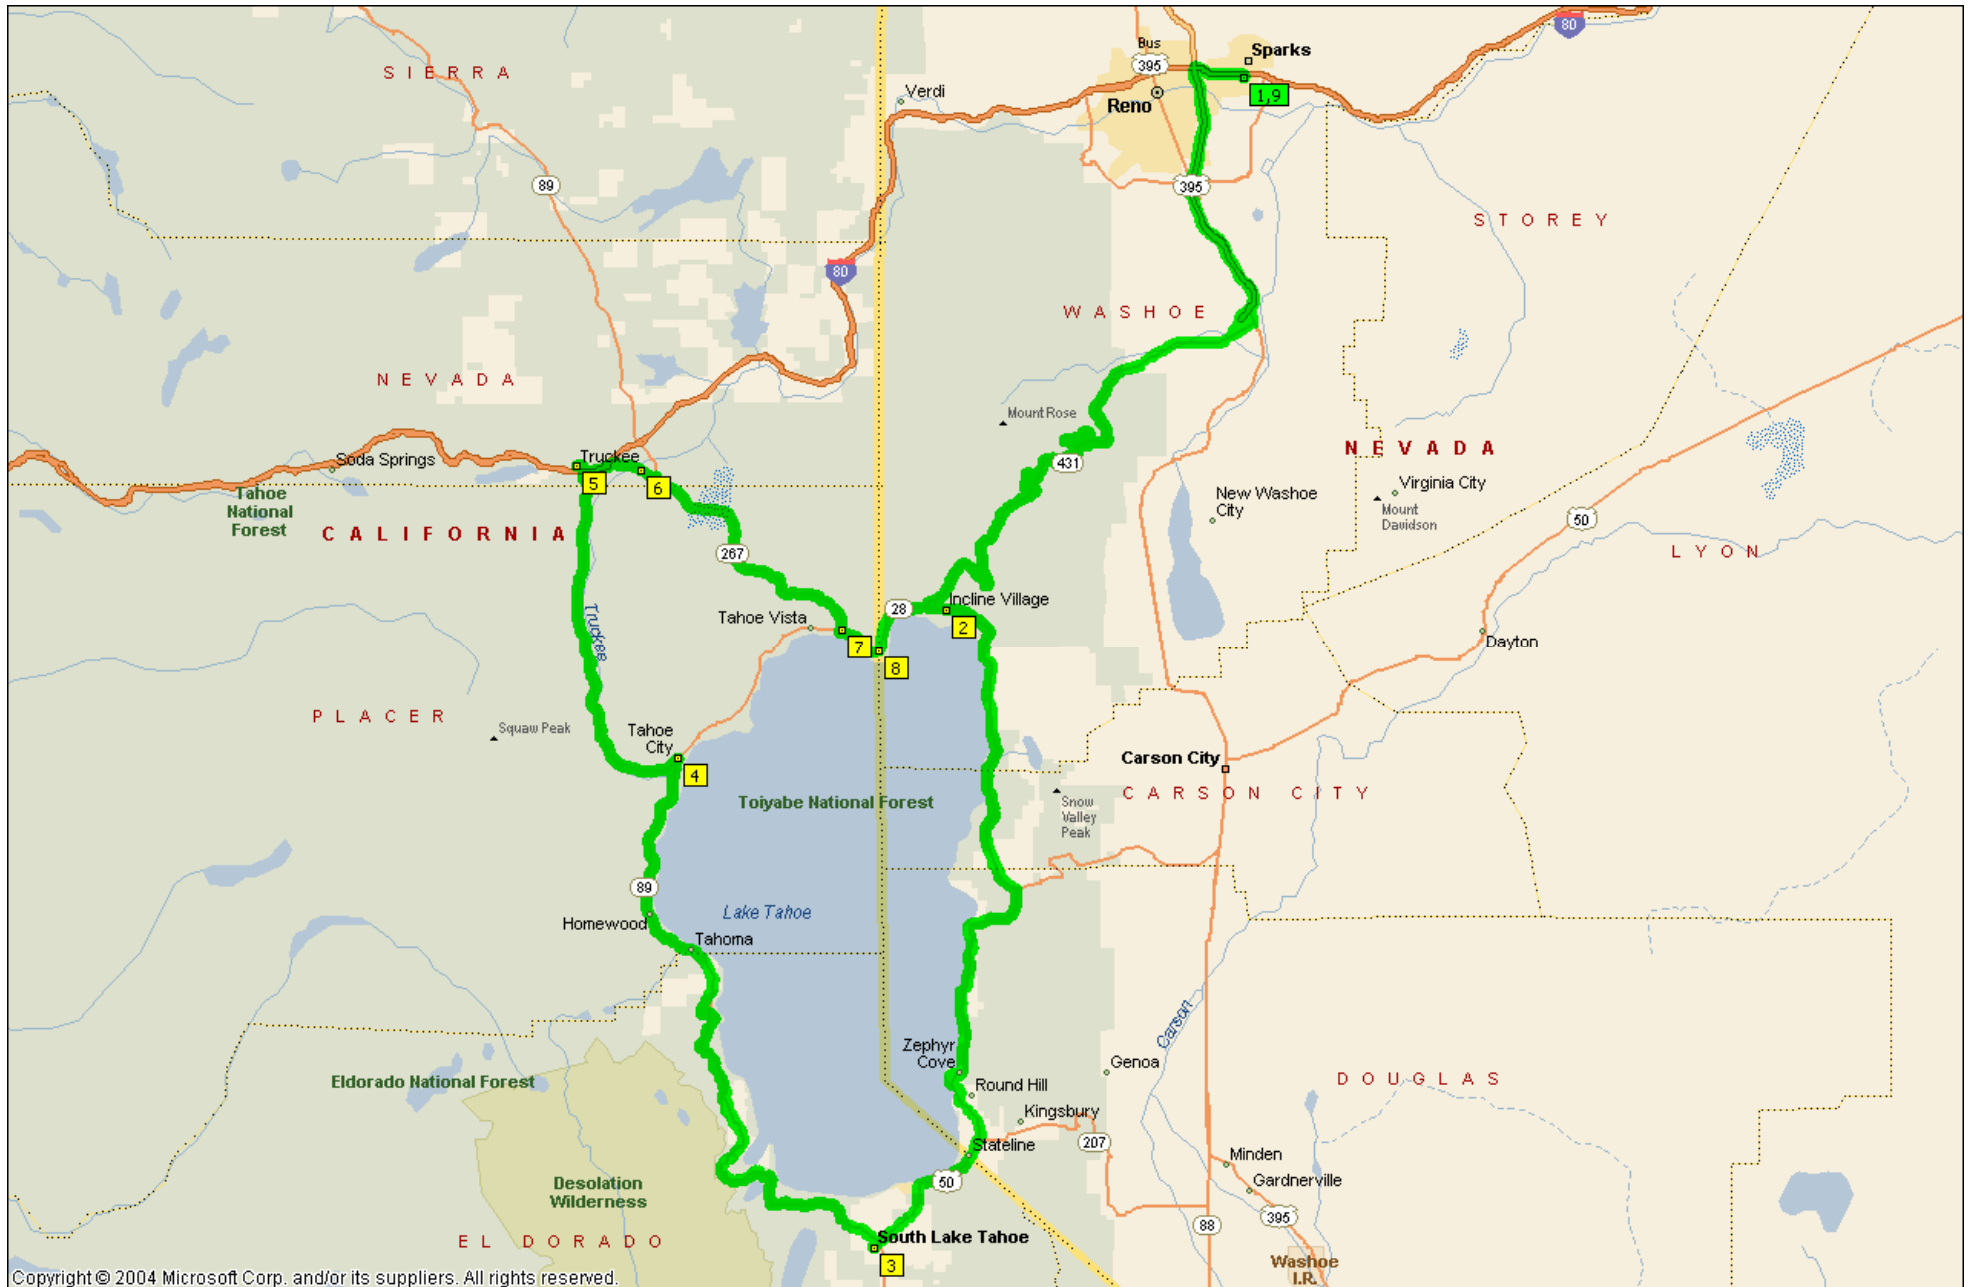 80
Bus
395
Sparks
SIERRA
Verdi
1,9
Reno
89
395
STOREY
80
WASHOE
NEVADA
Mount Rose
NEVADA
Soda Springs
Truckee
431
5
6
Virginia City
Tahoe
National
Forest
New Washoe
City
Mount
Davidson
50
CALIFORNIA
LYON
267
28
Incline Village
Tahoe Vista
2
Truckee
7
8
Dayton
PLACER
Squaw Peak
Tahoe
City
4
Carson City
Toiyabe National Forest
CARSON CITY
Snow
Valley
Peak
89
Lake Tahoe
Homewood
Tahoma
Carson
Zephyr
Cove
Genoa
Eldorado National Forest
Round Hill
DOUGLAS
Kingsbury
207
Stateline
Minden
50
Desolation
Wilderness
Gardnerville
88
395
EL DORADO
South Lake Tahoe
3
Washoe
I.R.
Copyright © 2004 Microsoft Corp. and/or its suppliers. All rights reserved.